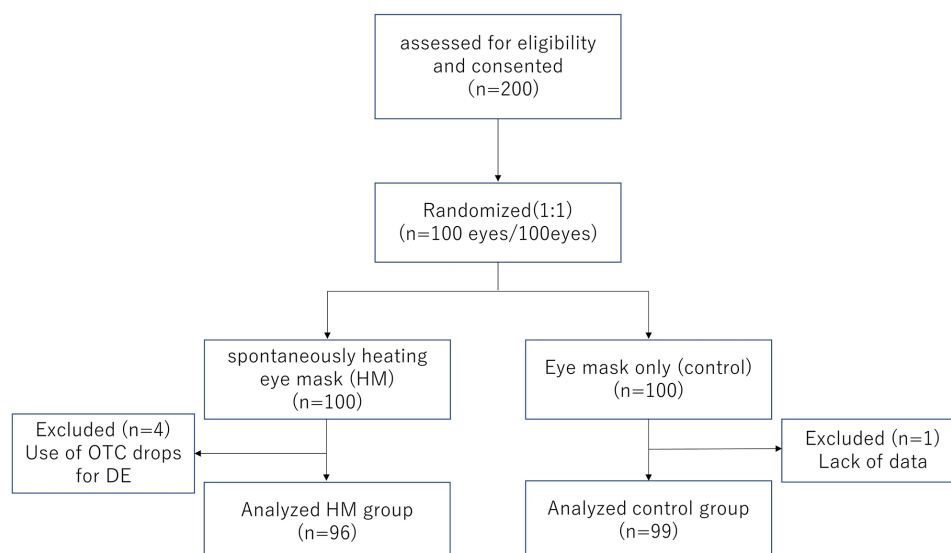 assessed for eligibility
and consented
(n=200)
Randomized(1:1)
(n=100 eyes/100eyes)
spontaneously heating
eye mask (HM)
(n=100)
Eye mask only (control)
(n=100)
Excluded (n=4)
Use of OTC drops
for DE
Excluded (n=1)
Lack of data
Analyzed HM group
(n=96)
Analyzed control group
(n=99)